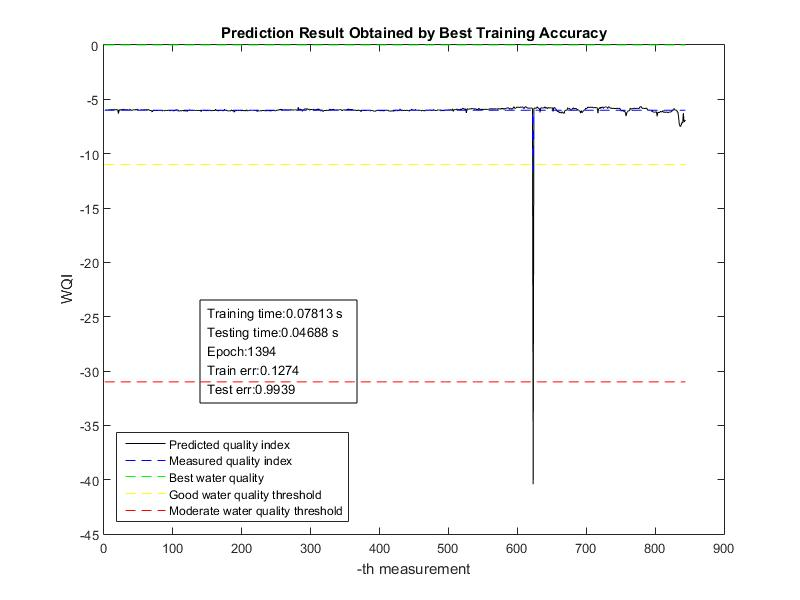 Prediction Result Obtained by Best Training Accuracy
0
-5
-10
-15
-20
-25
-30
-35
-40
-45
WQI
Training time:0.07813 s
Testing time:0.04688 s
Epoch:1394
Train err:0.1274
Test err:0.9939
Predicted quality index
Measured quality index
Best water quality
Good water quality threshold
Moderate water quality threshold
0 100 200 300 400 500 600 700 800 900
-th measurement